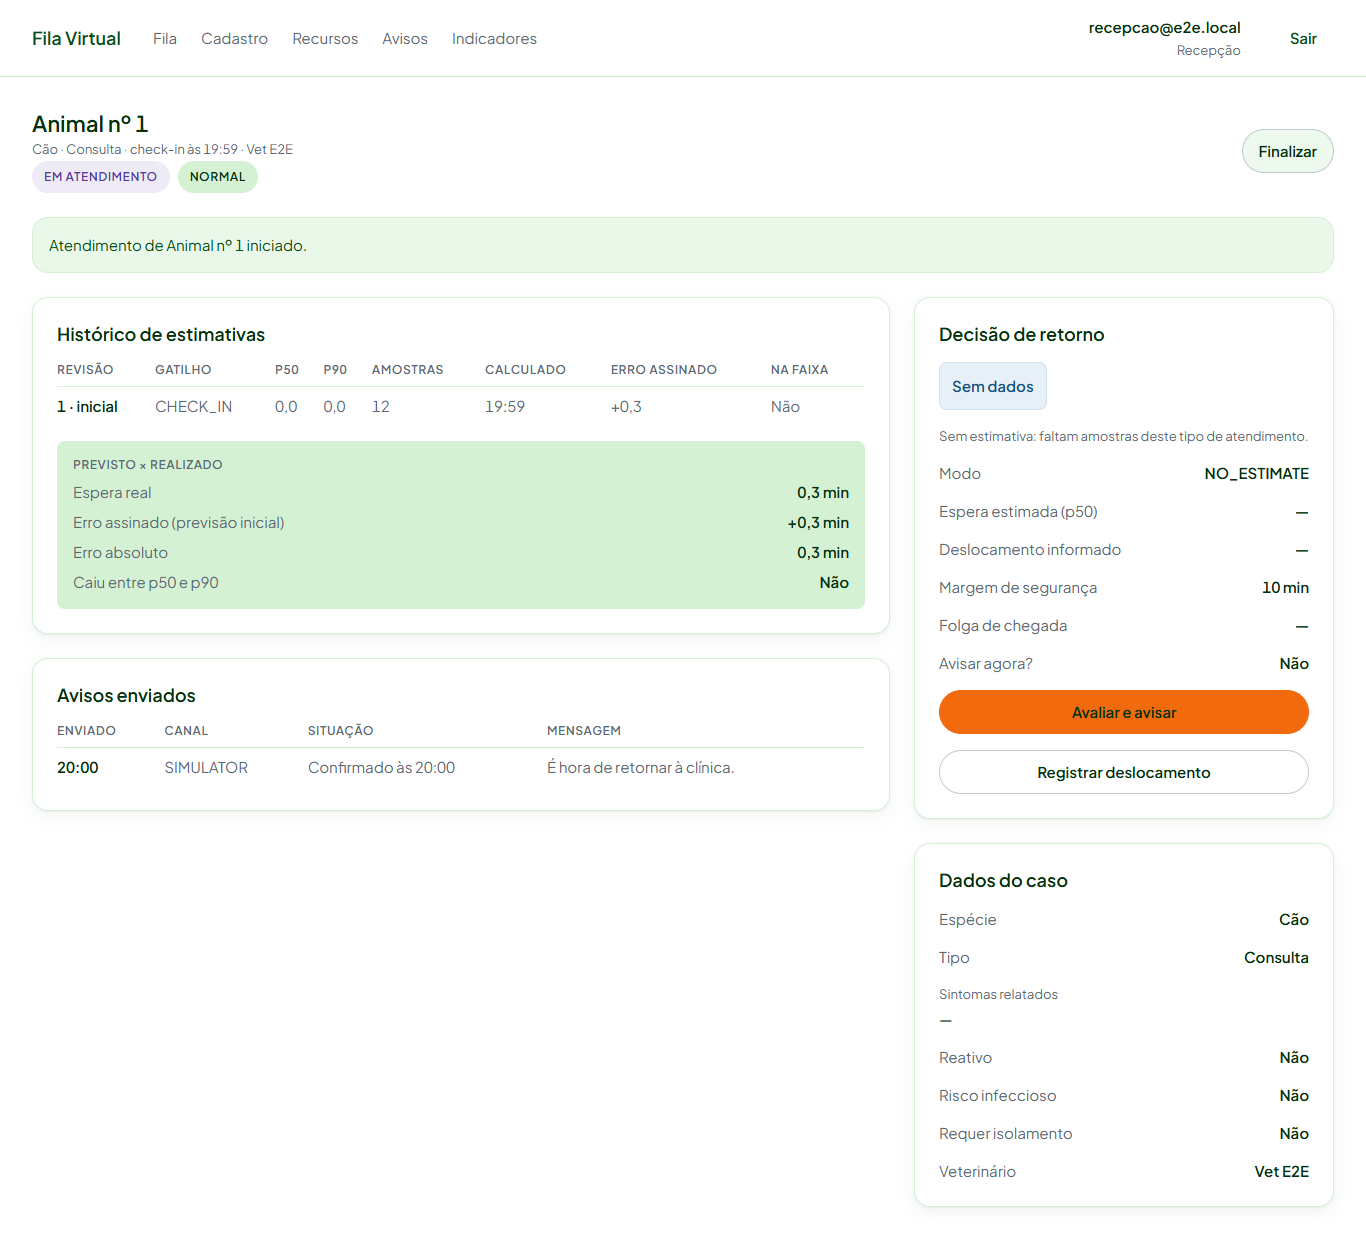 Fila Virtual Fila Cadastro Recursos Avisos Indicadores recepcao@e2e.local Sair
Recepção
Animal nº 1
Cão · Consulta · check-in às 19:59 · Vet E2E
EM ATENDIMENTO NORMAL
Finalizar
Atendimento de Animal nº 1 iniciado.
Histórico de estimativas
REVISÃO GATILHO P50 P90 AMOSTRAS CALCULADO ERRO ASSINADO NA FAIXA
1 · inicial CHECK_IN 0,0 0,0 12 19:59 +0,3 Não
PREVISTO × REALIZADO
Espera real 0,3 min
Erro assinado (previsão inicial) +0,3 min
Erro absoluto 0,3 min
Caiu entre p50 e p90 Não
Avisos enviados
ENVIADO CANAL SITUAÇÃO MENSAGEM
20:00 SIMULATOR Confirmado às 20:00 É hora de retornar à clínica.
Decisão de retorno
Sem dados
Sem estimativa: faltam amostras deste tipo de atendimento.
Modo NO_ESTIMATE
Espera estimada (p50) —
Deslocamento informado —
Margem de segurança 10 min
Folga de chegada —
Avisar agora? Não
Avaliar e avisar
Registrar deslocamento
Dados do caso
Espécie Cão
Tipo Consulta
Sintomas relatados
—
Reativo Não
Risco infeccioso Não
Requer isolamento Não
Veterinário Vet E2E